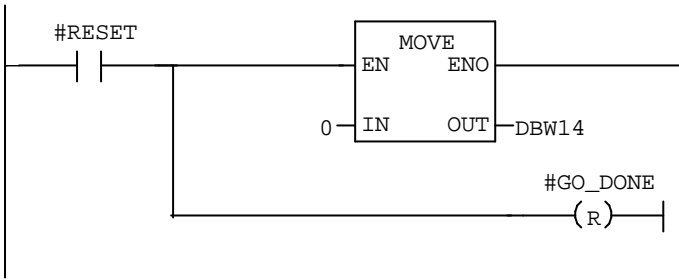 #RESET
MOVE
EN ENO
0 IN OUT DBW14
#GO_DONE
R